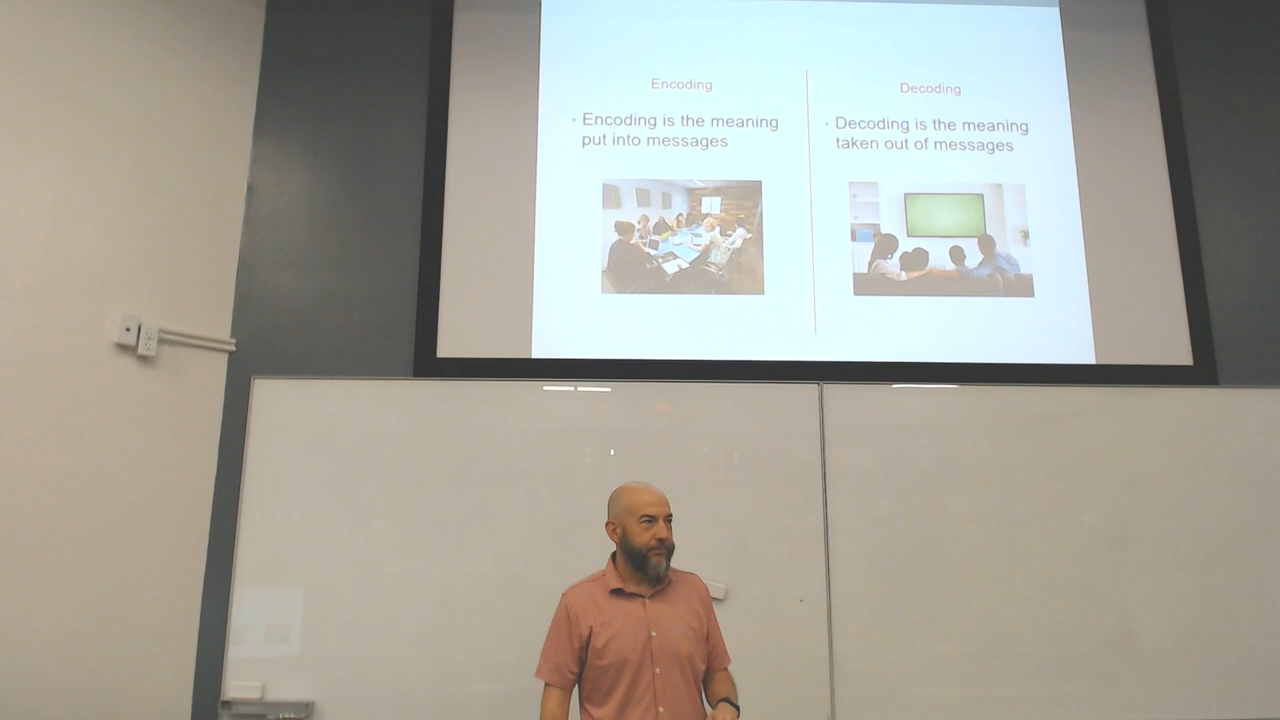 Encoding
• Encoding is the meaning
put into messages
Decoding
• Decoding is the meaning
taken out of messages